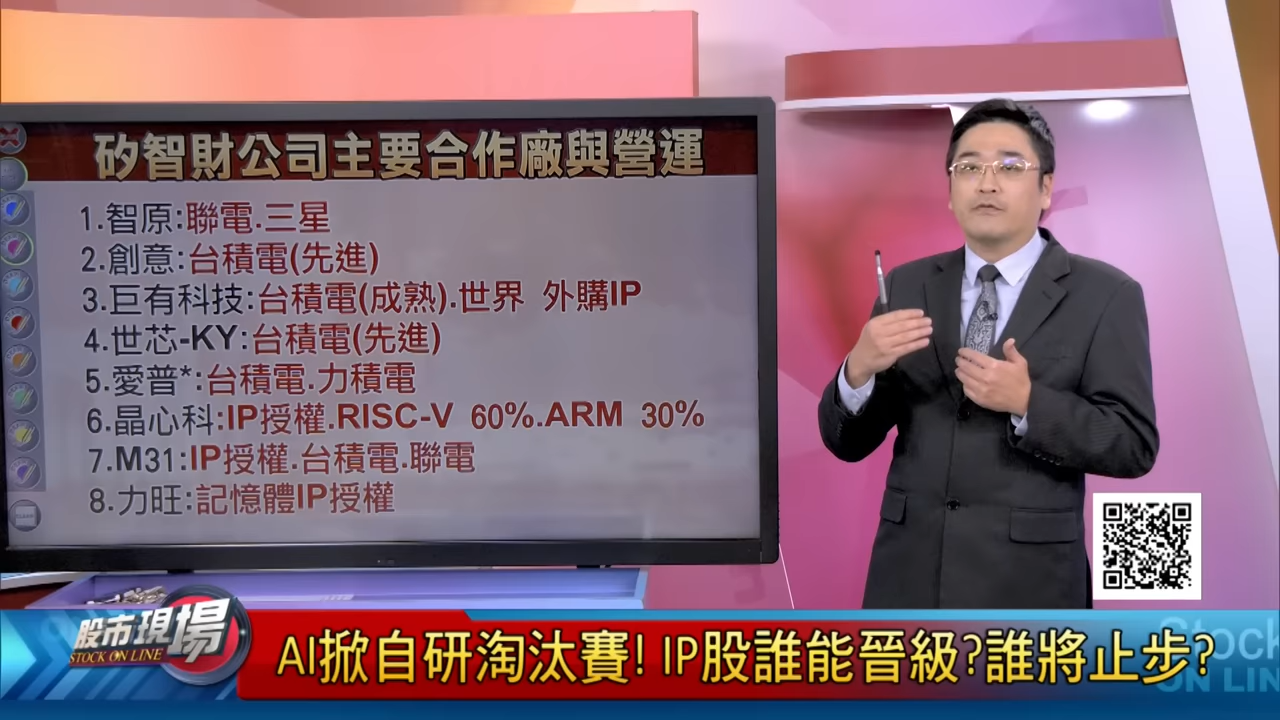 矽智財公司主要合作廠與營運
1.智原:聯電.三星
2.創意:台積電(先進)
3.巨有科技:台積電(成熟).世界 外購IP
4.世芯-KY:台積電(先進)
5.愛普*:台積電.力積電
6.晶心科:IP授權.RISC-V 60%.ARM 30%
7.M31:IP授權.台積電.聯電
8.力旺:記憶體IP授權
股市現場
STOCK ON LINE
AI掀自研淘汰賽! IP股誰能晉級?誰將止步?
Stock
ON LIN